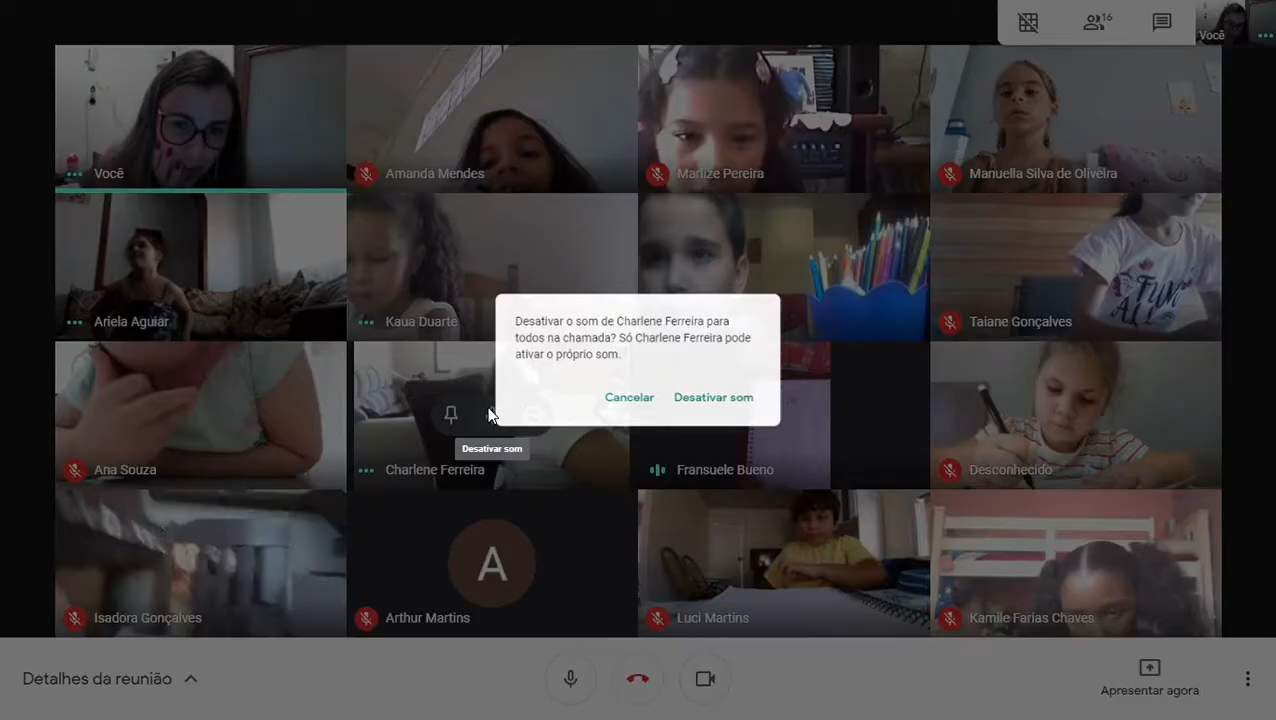 16
Você
Você
Amanda Mendes
Marlize Pereira
Manuella Silva de Oliveira
Ariela Aguiar
Kaua Duarte
Taiane Gonçalves
Desativar o som de Charlene Ferreira para
todos na chamada? Só Charlene Ferreira pode
ativar o próprio som.
Cancelar
Desativar som
Desativar som
Ana Souza
Charlene Ferreira
Fransuele Bueno
Desconhecido
A
Isadora Gonçalves
Arthur Martins
Luci Martins
Kamile Farias Chaves
Detalhes da reunião
Apresentar agora